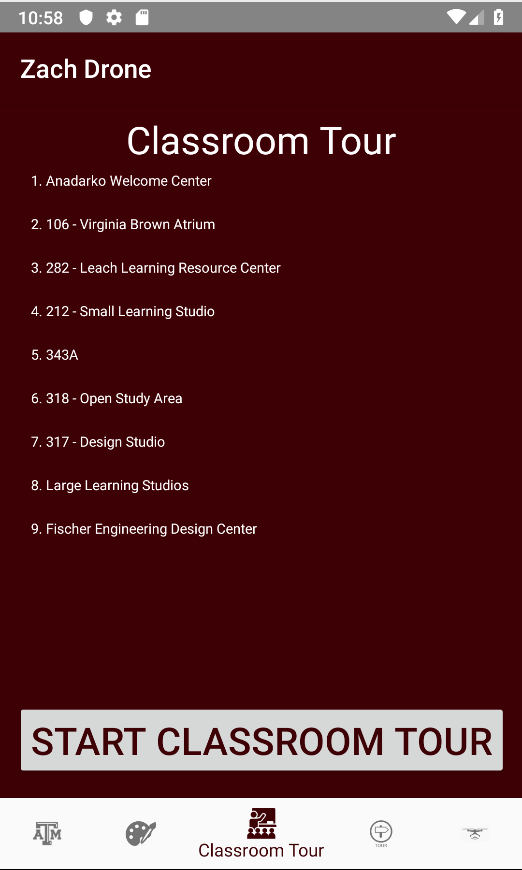 10:58
Zach Drone
Classroom Tour
1. Anadarko Welcome Center
2. 106 - Virginia Brown Atrium
3. 282 - Leach Learning Resource Center
4. 212 - Small Learning Studio
5. 343A
6. 318 - Open Study Area
7. 317 - Design Studio
8. Large Learning Studios
9. Fischer Engineering Design Center
START CLASSROOM TOUR
ATM
TOUR
Classroom Tour